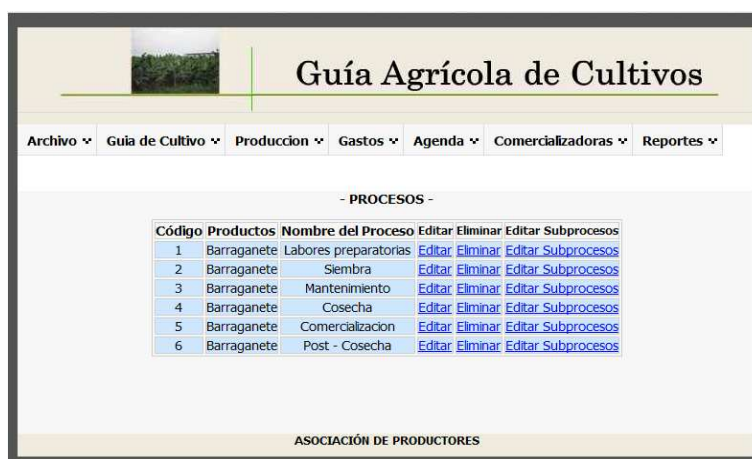 Guía Agrícola de Cultivos
Archivo Guia de Cultivo Produccion Gastos Agenda Comercializadoras Reportes
- PROCESOS -
Código Productos Nombre del Proceso Editar Eliminar Editar Subprocesos
1 Barraganete Labores preparatorias Editar Eliminar Editar Subprocesos
2 Barraganete Siembra Editar Eliminar Editar Subprocesos
3 Barraganete Mantenimiento Editar Eliminar Editar Subprocesos
4 Barraganete Cosecha Editar Eliminar Editar Subprocesos
5 Barraganete Comercializacion Editar Eliminar Editar Subprocesos
6 Barraganete Post - Cosecha Editar Eliminar Editar Subprocesos
ASOCIACIÓN DE PRODUCTORES